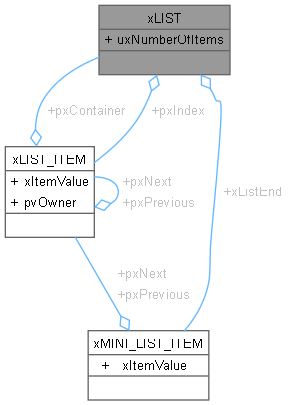 xLIST
+ uxNumberOfItems
+pxContainer
+pxIndex
xLIST_ITEM
+ xItemValue
+ pvOwner
+pxNext
+pxPrevious
+xListEnd
+pxNext
+pxPrevious
xMINI_LIST_ITEM
+ xItemValue